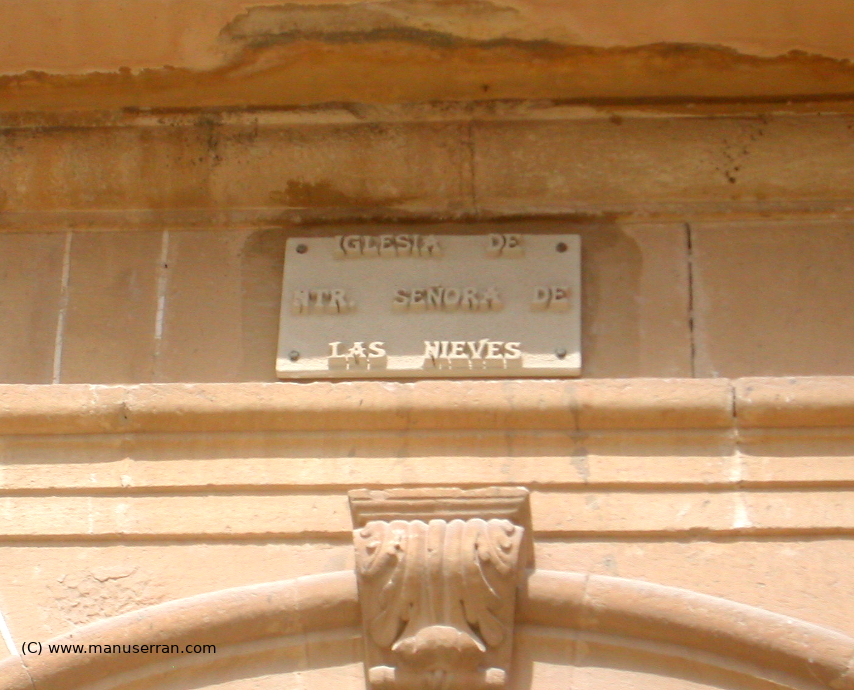 IGLESIA DE
NTR. SEÑORA DE
LAS NIEVES
(C) www.manuserran.com